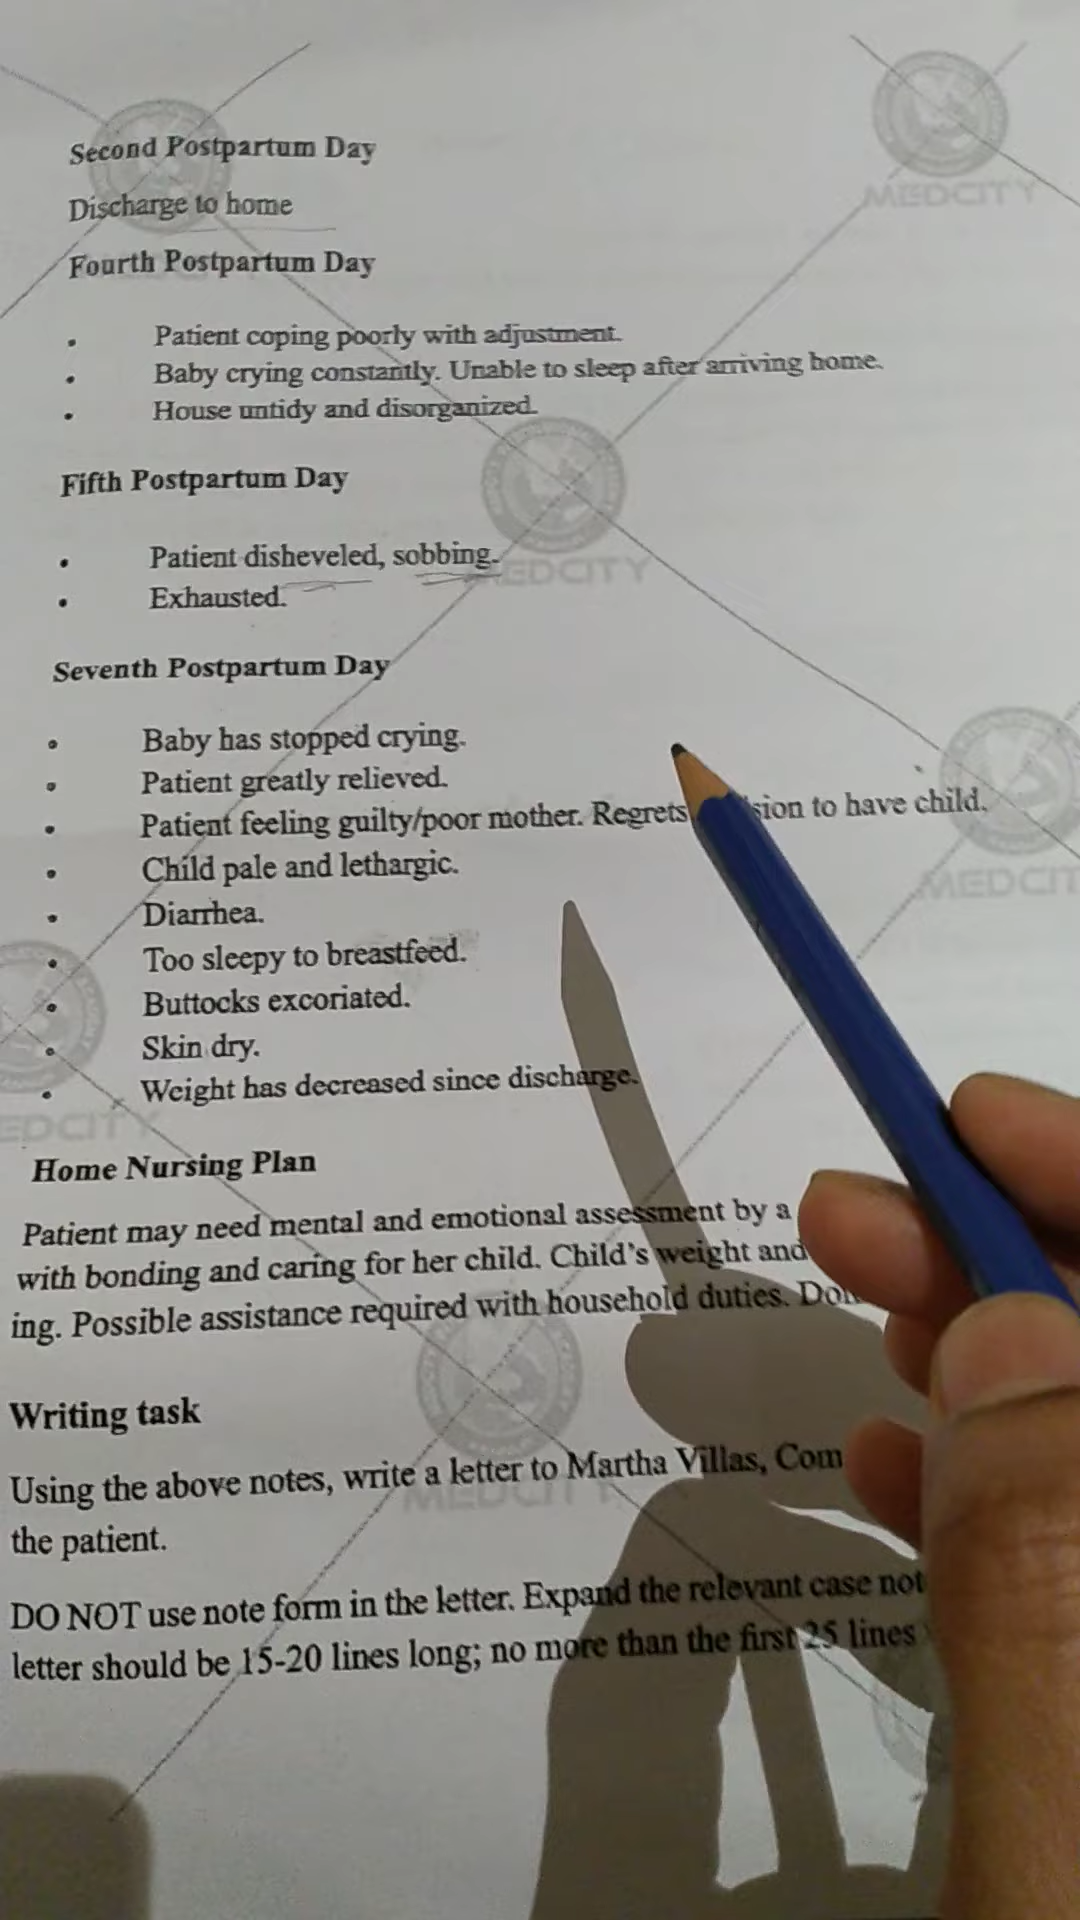 Second Postpartum Day
MEDCITY
Discharge to home
Fourth Postpartum Day
Patient coping poorly with adjustment.
Baby crying constantly. Unable to sleep after arriving home.
House untidy and disorganized.
Fifth Postpartum Day
Patient disheveled, sobbing.
EDCITY
Exhausted.
Seventh Postpartum Day
Baby has stopped crying.
Patient greatly relieved.
Patient feeling guilty/poor mother. Regrets sion to have child.
Child pale and lethargic.
MEDCIT
Diarrhea.
Too sleepy to breastfeed.
Buttocks excoriated.
Skin dry.
Weight has decreased since discharge.
EDCITY
Home Nursing Plan
Patient may need mental and emotional assessment by a
with bonding and caring for her child. Child's weight and
ing. Possible assistance required with household duties.
Writing task
Using the above notes, write a letter to Martha Villas, Com
MEDCITY
the patient.
DO NOT use note form in the letter. Expand the relevant case not
letter should be 15-20 lines long; no more than the first 25 lines